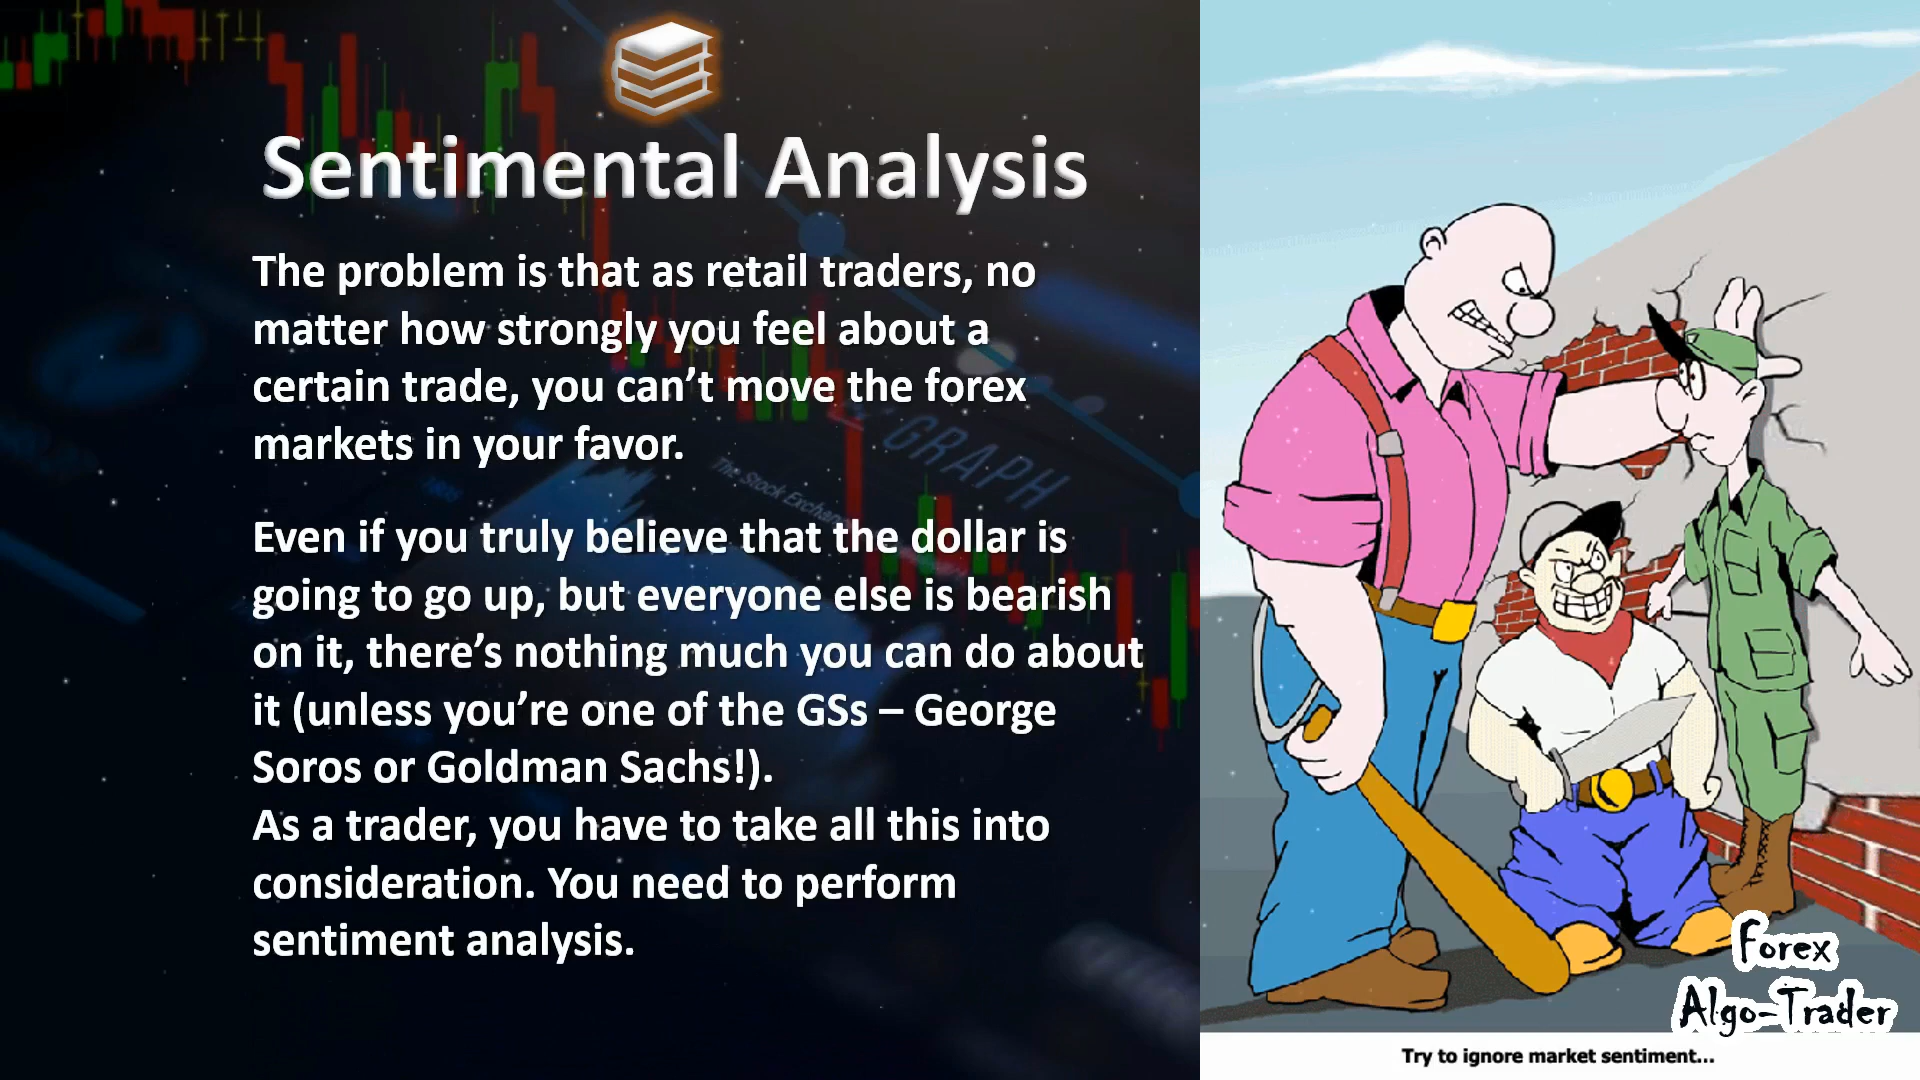 Sentimental Analysis
The problem is that as retail traders, no
matter how strongly you feel about a
certain trade, you can’t move the forex
markets in your favor.
Even if you truly believe that the dollar is
going to go up, but everyone else is bearish
on it, there’s nothing much you can do about
it (unless you’re one of the GSs – George
Soros or Goldman Sachs!).
As a trader, you have to take all this into
consideration. You need to perform
sentiment analysis.
GRAPH
The Stock Exchange
Forex
Algo-Trader
Try to ignore market sentiment...